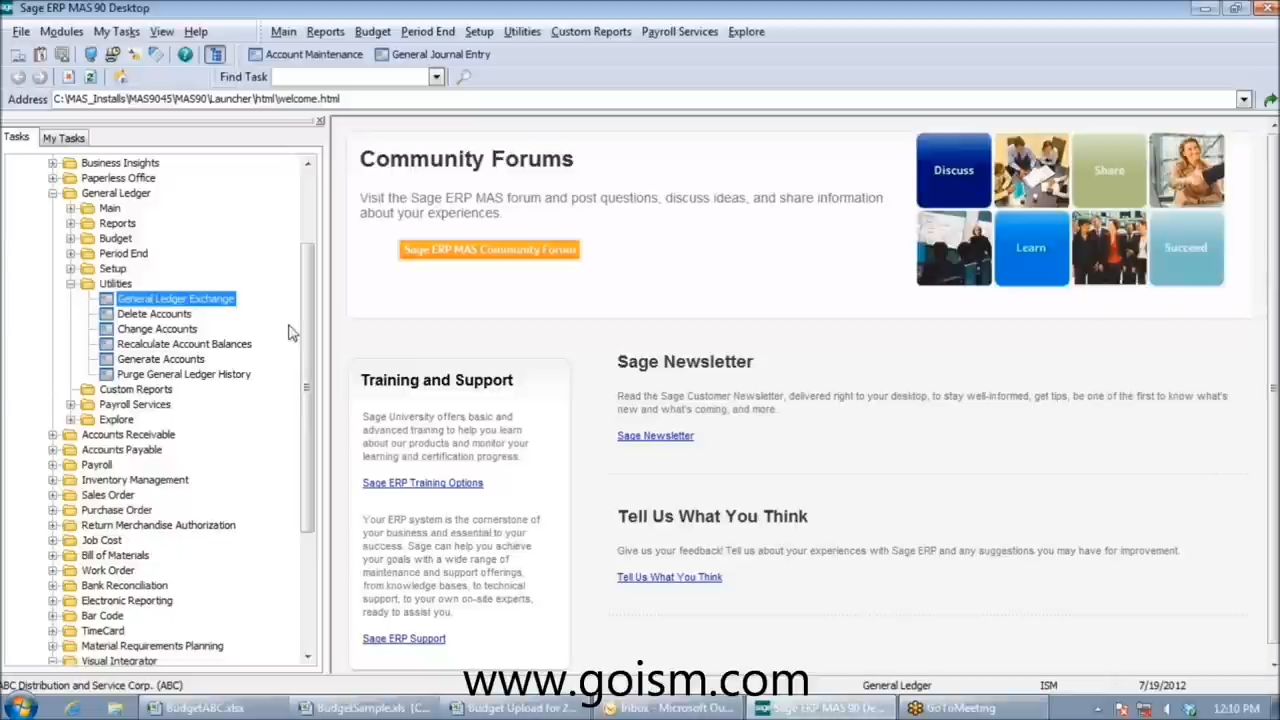 Sage ERP MAS 90 Desktop
File Modules My Tasks View Help Main Reports Budget Period End Setup Utilities Custom Reports Payroll Services Explore
Account Maintenance General Journal Entry
Find Task
Address C:\MAS_Installs\MAS9045\MAS90\Launcher\html\welcome.html
Tasks My Tasks
Business Insights
Paperless Office
General Ledger
Main
Reports
Budget
Period End
Setup
Utilities
General Ledger Exchange
Delete Accounts
Change Accounts
Recalculate Account Balances
Generate Accounts
Purge General Ledger History
Custom Reports
Payroll Services
Explore
Accounts Receivable
Accounts Payable
Payroll
Inventory Management
Sales Order
Purchase Order
Return Merchandise Authorization
Job Cost
Bill of Materials
Work Order
Bank Reconciliation
Electronic Reporting
Bar Code
TimeCard
Material Requirements Planning
Visual Integrator
Community Forums
Visit the Sage ERP MAS forum and post questions, discuss ideas, and share information
about your experiences.
Sage ERP MAS Community Forum
Discuss
Share
Learn
Succeed
Training and Support
Sage University offers basic and
advanced training to help you learn
about our products and monitor your
learning and certification progress.
Sage ERP Training Options
Your ERP system is the cornerstone of
your business and essential to your
success. Sage can help you achieve
your goals with a wide range of
maintenance and support offerings,
from knowledge bases, to technical
support, to your own on-site experts,
ready to assist you.
Sage ERP Support
Sage Newsletter
Read the Sage Customer Newsletter, delivered right to your desktop, to stay well-informed, get tips, be one of the first to know what's
new and what's coming, and more.
Sage Newsletter
Tell Us What You Think
Give us your feedback! Tell us about your experiences with Sage ERP and any suggestions you may have for improvement.
Tell Us What You Think
www.goism.com
ABC Distribution and Service Corp. (ABC) General Ledger ISM 7/19/2012
BudgetABC.xlsx BudgetSample.xls [C... Budget Upload for 2... Inbox - Microsoft Ou... Sage ERP MAS 90 De... GoToMeeting 12:10 PM